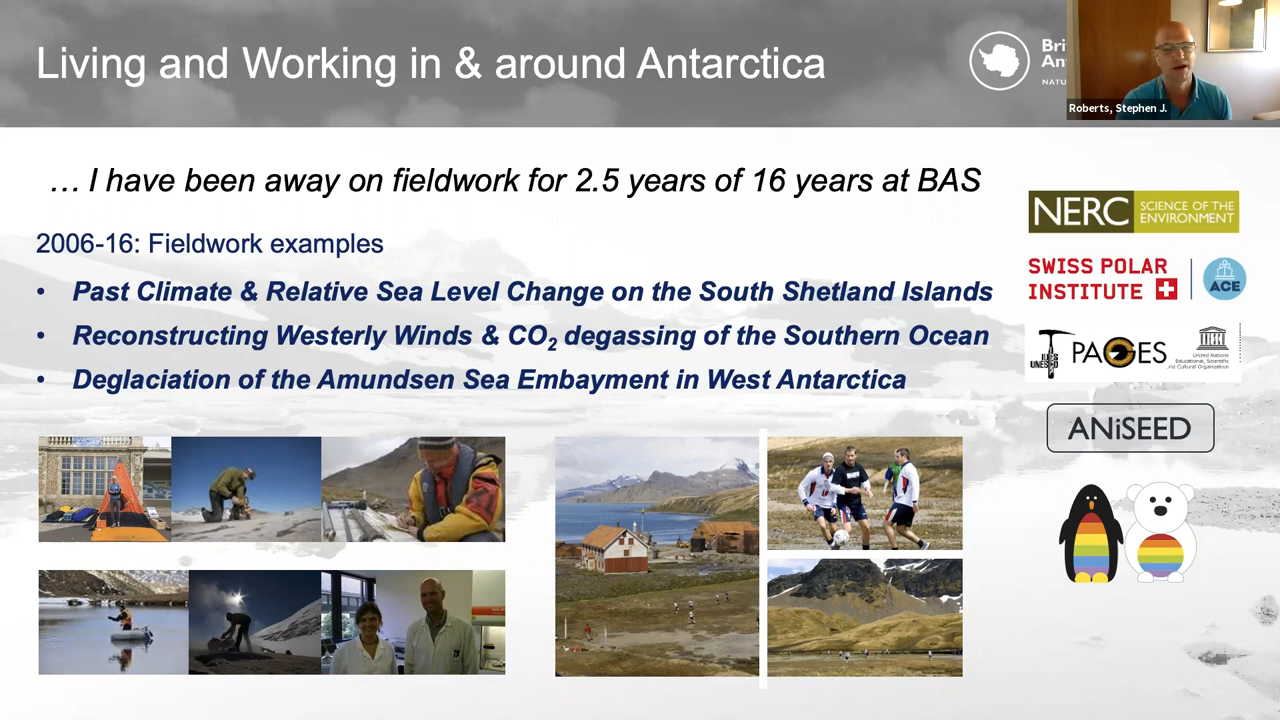 Living and Working in & around Antarctica
Roberts, Stephen J.
… I have been away on fieldwork for 2.5 years of 16 years at BAS
2006-16: Fieldwork examples
• Past Climate & Relative Sea Level Change on the South Shetland Islands
• Reconstructing Westerly Winds & CO₂ degassing of the Southern Ocean
• Deglaciation of the Amundsen Sea Embayment in West Antarctica
NERC SCIENCE OF THE
ENVIRONMENT
SWISS POLAR
INSTITUTE
ACE
UNESCO
PAGES
United Nations
Educational, Scientific
and Cultural Organization
ANiSEED